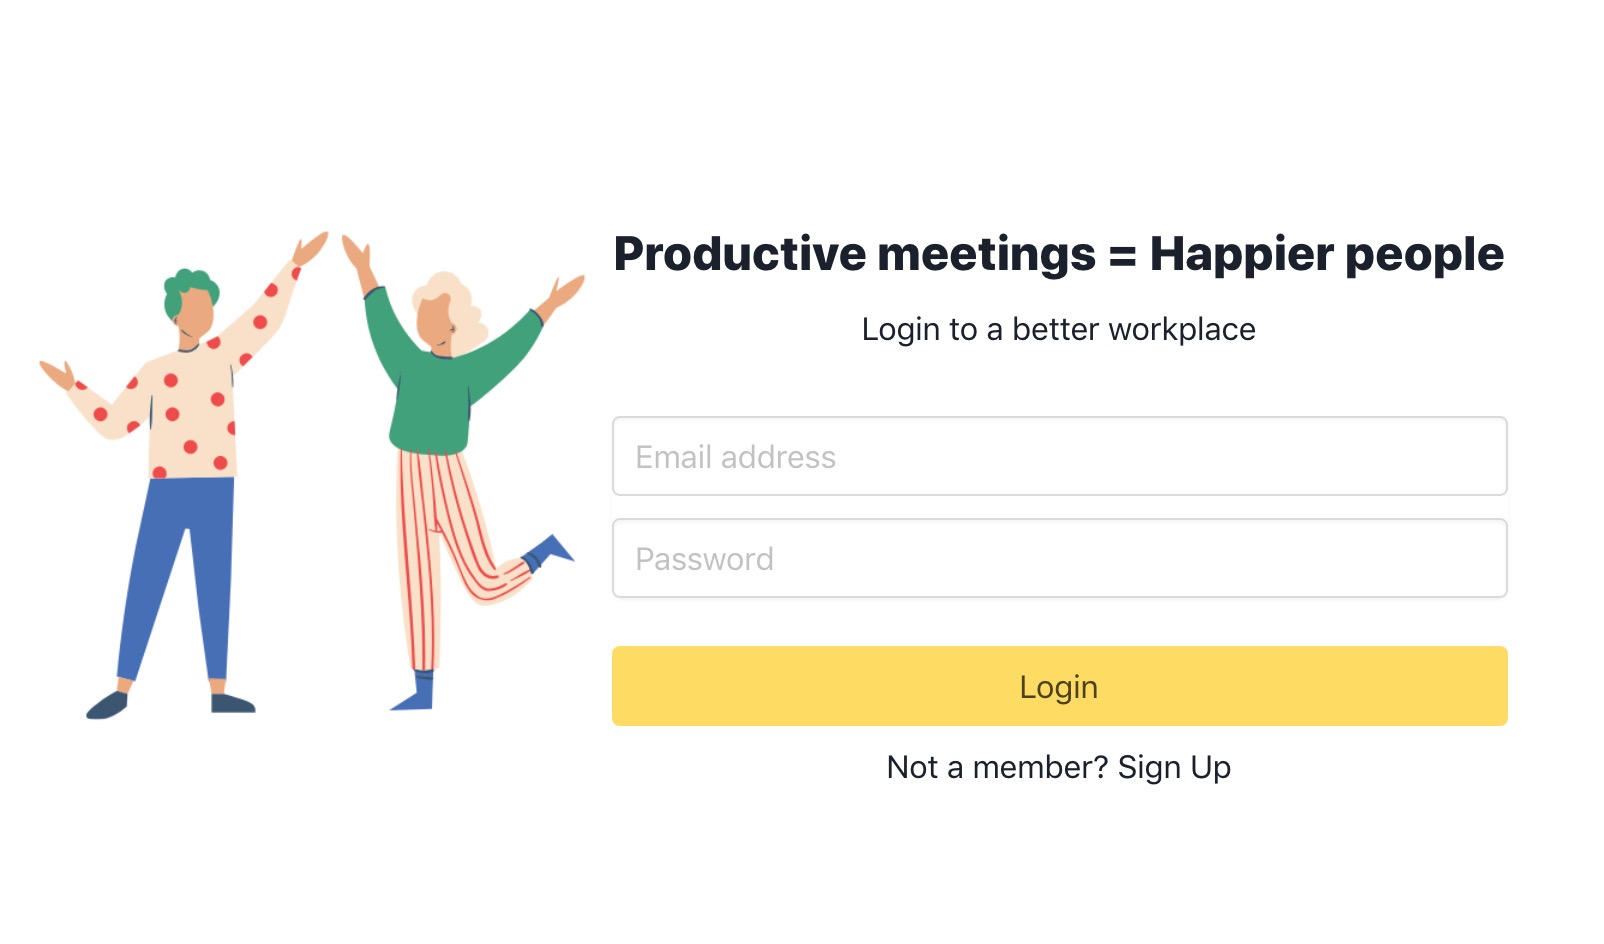 Productive meetings = Happier people
Login to a better workplace
Email address
Password
Login
Not a member? Sign Up